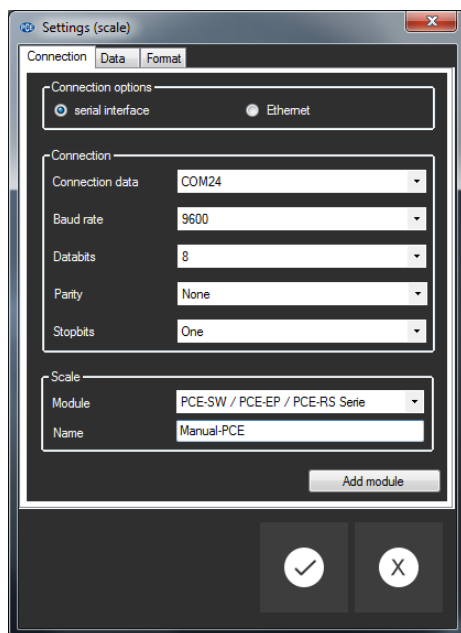 PCE Settings (scale)
X
Connection Data Format
Connection options
serial interface Ethernet
Connection
Connection data COM24
Baud rate 9600
Databits 8
Parity None
Stopbits One
Scale
Module PCE-SW / PCE-EP / PCE-RS Serie
Name Manual-PCE
Add module
X